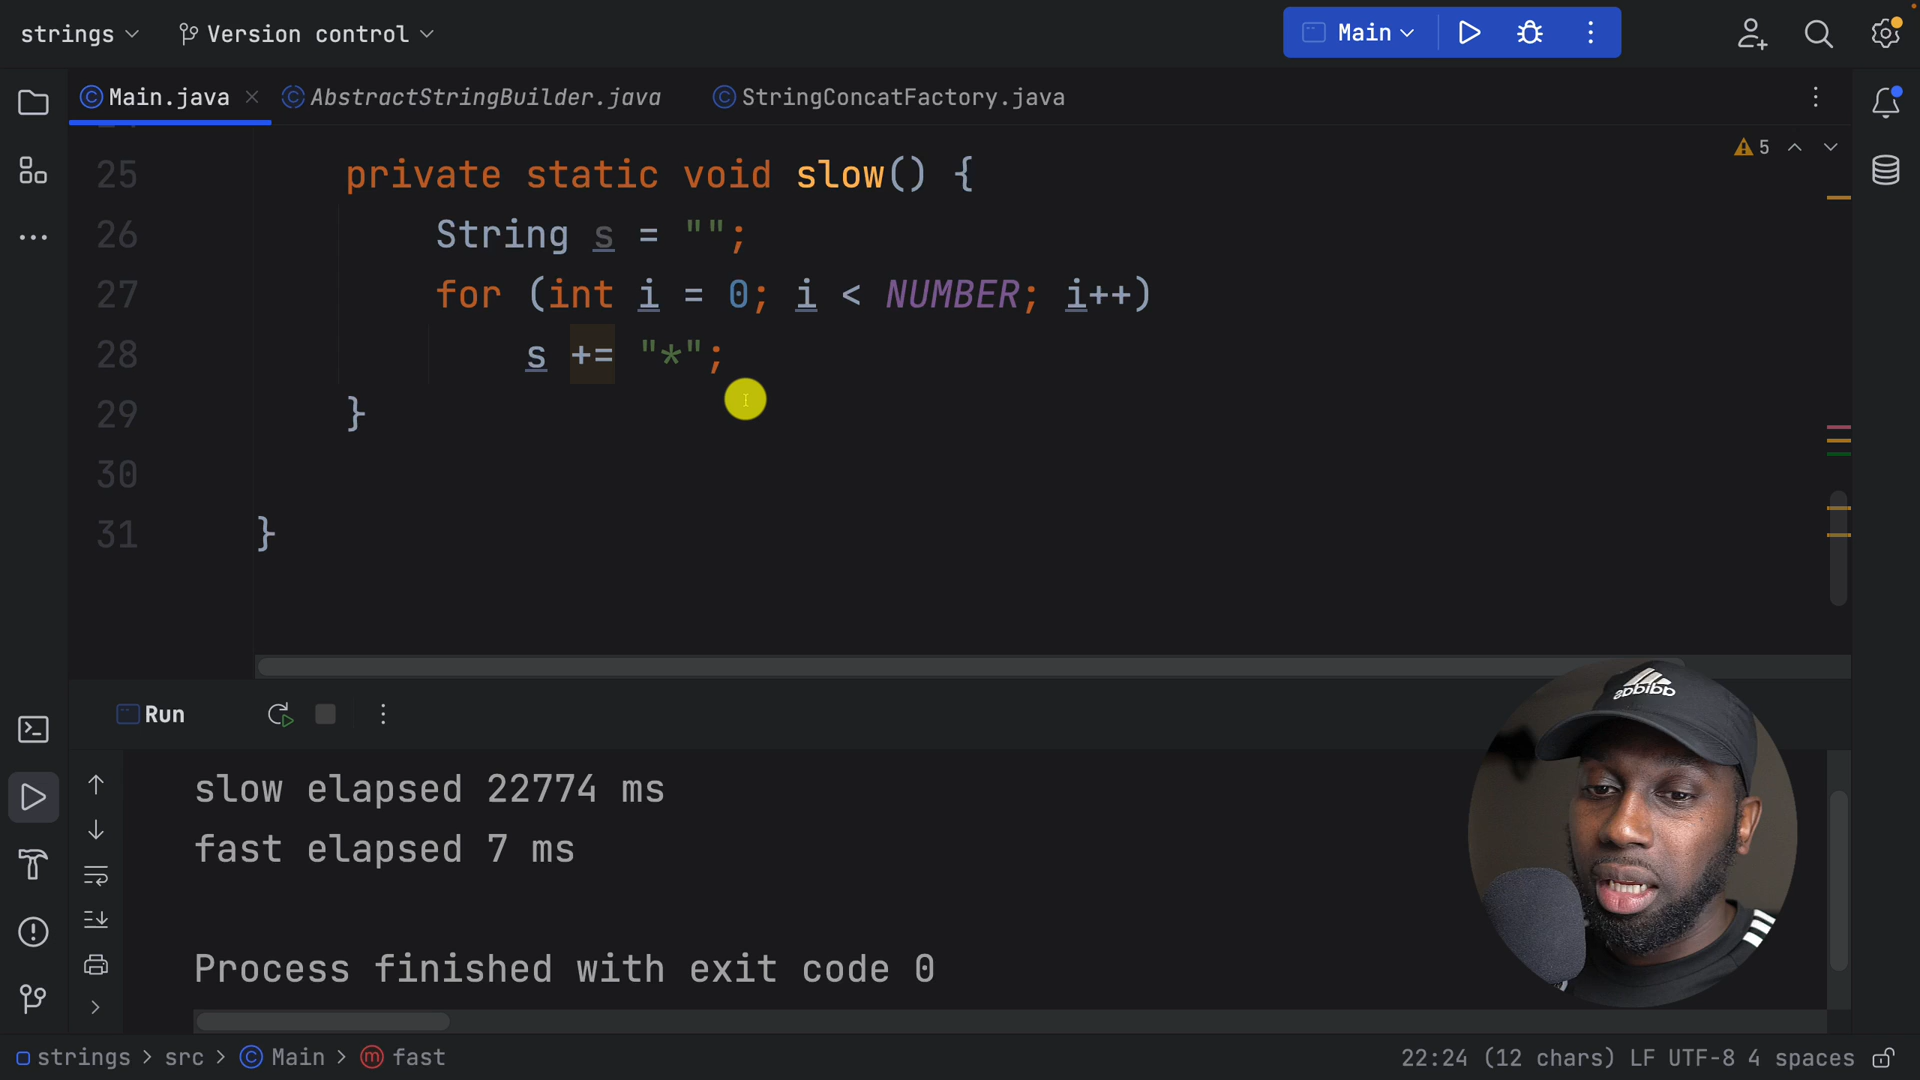 strings
Version control
Main
Main.java
AbstractStringBuilder.java
StringConcatFactory.java
5
25 private static void slow() {
26 String s = "";
27 for (int i = 0; i < NUMBER; i++)
28 s += "*";
29 }
30
31 }
Run
slow elapsed 22774 ms
fast elapsed 7 ms
Process finished with exit code 0
adidas
strings > src > Main > fast
22:24 (12 chars) LF UTF-8 4 spaces